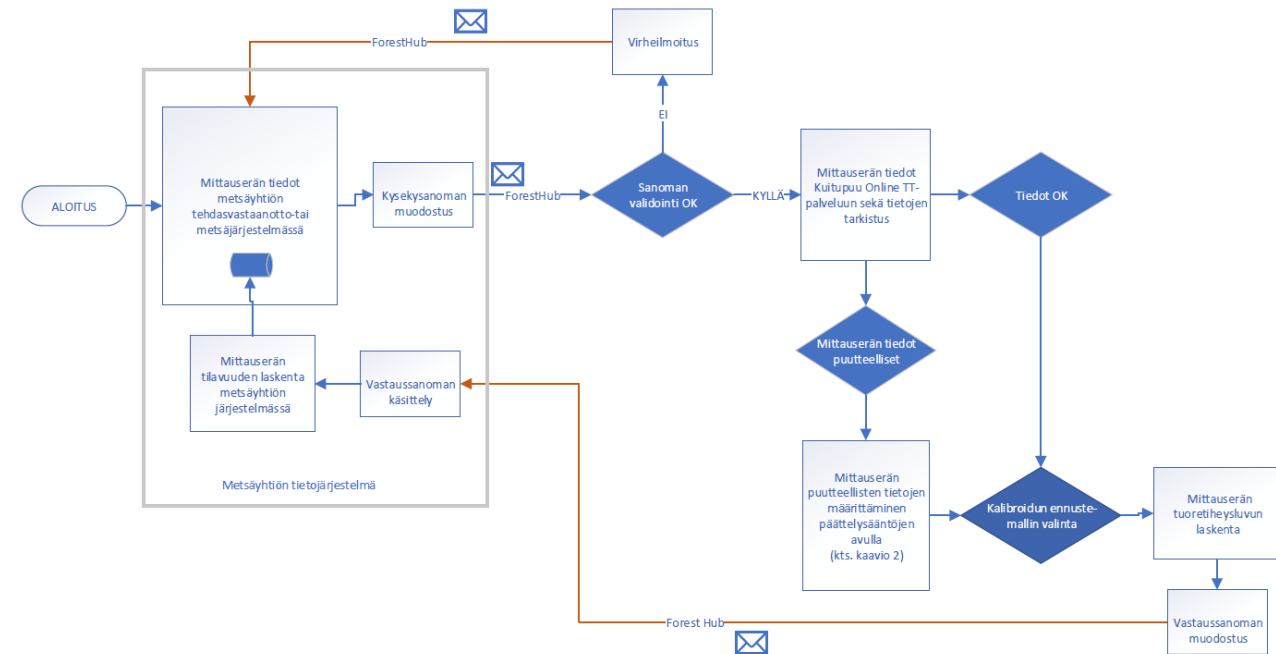 ForestHub
Virheilmoitus
EI
ALOITUS
Mittauserän tiedot
metsäyhtiön
tehdasvastaanotto-tai
metsäjärjestelmässä
Kysekysanoman
muodostus
ForestHub
Sanoman
validointi OK
KYLLÄ
Mittauserän tiedot
Kuitupuu Online TT-
palveluun sekä tietojen
tarkistus
Tiedot OK
Mittauserän tiedot
puutteelliset
Mittauserän
tilavuuden laskenta
metsäyhtiön
järjestelmässä
Vastaussanoman
käsittely
Metsäyhtiön tietojärjestelmä
Mittauserän
puutteellisten tietojen
määrittäminen
päättelysääntöjen
avulla
(kts. kaavio 2)
Kalibroidun ennuste-
mallin valinta
Mittauserän
tuoretiheysluvun
laskenta
Forest Hub
Vastaussanoman
muodostus